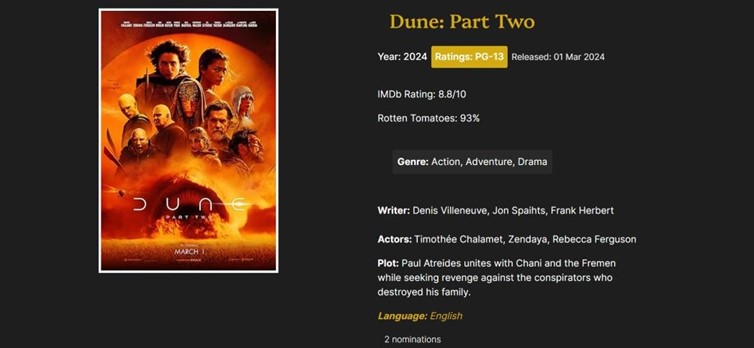 Dune: Part Two
Year: 2024 Ratings: PG-13 Released: 01 Mar 2024
IMDb Rating: 8.8/10
Rotten Tomatoes: 93%
Genre: Action, Adventure, Drama
Writer: Denis Villeneuve, Jon Spaihts, Frank Herbert
Actors: Timothée Chalamet, Zendaya, Rebecca Ferguson
Plot: Paul Atreides unites with Chani and the Fremen
while seeking revenge against the conspirators who
destroyed his family.
Language: English
2 nominations
DUNE
PART TWO
MARCH 1